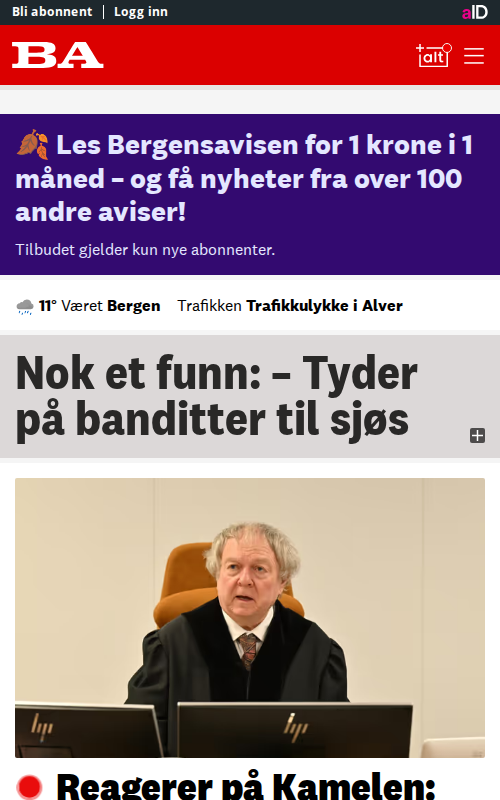 Bli abonnent | Logg inn
aID
BA
+alt
🍂 Les Bergensavisen for 1 krone i 1
måned – og få nyheter fra over 100
andre aviser!
Tilbudet gjelder kun nye abonnenter.
11° Været Bergen Trafikken Trafikkulykke i Alver
Nok et funn: – Tyder
på banditter til sjøs
hp hp
Reagerer på Kamelen: